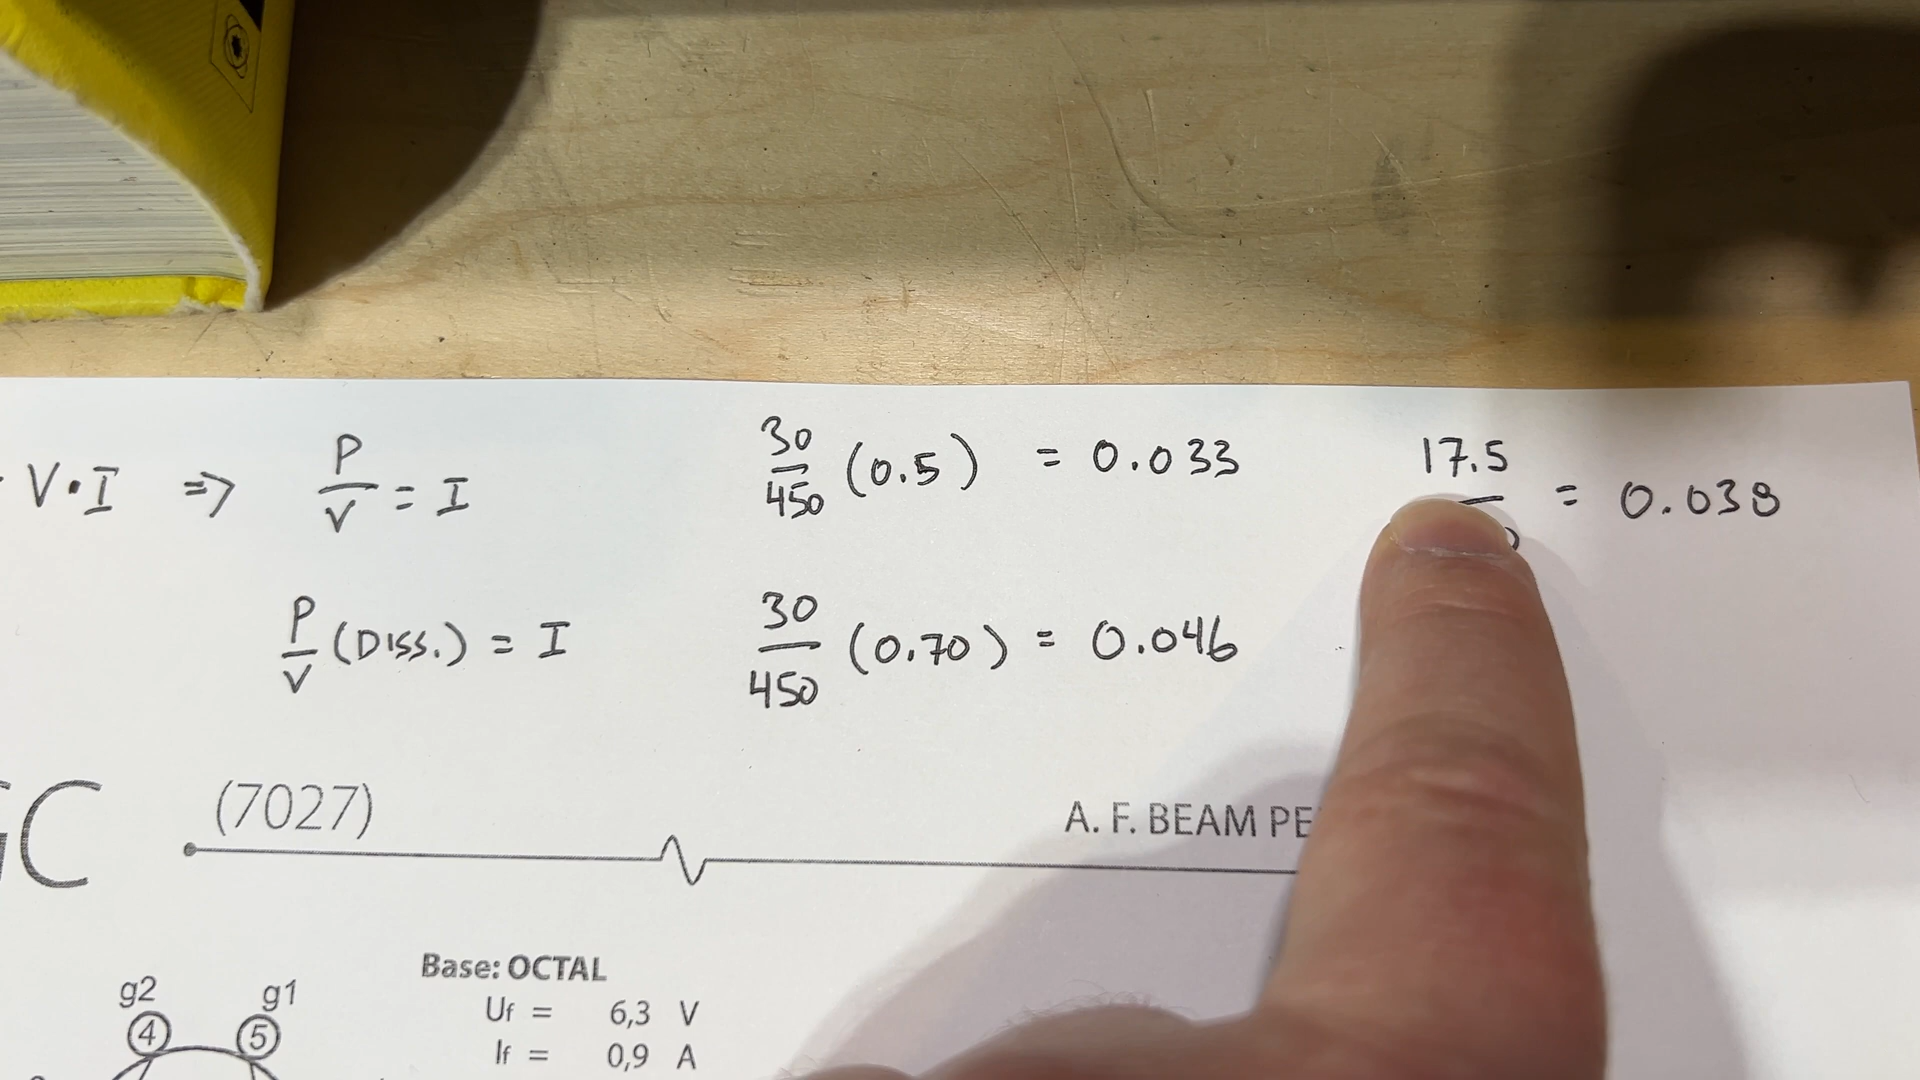 V•I => P/V = I
30/450 (0.5) = 0.033
17.5
= 0.038
P/V (DISS.) = I
30/450 (0.70) = 0.046
C (7027)
A. F. BEAM PE
Base: OCTAL
g2 g1
Uf = 6,3 V
4 5
If = 0,9 A